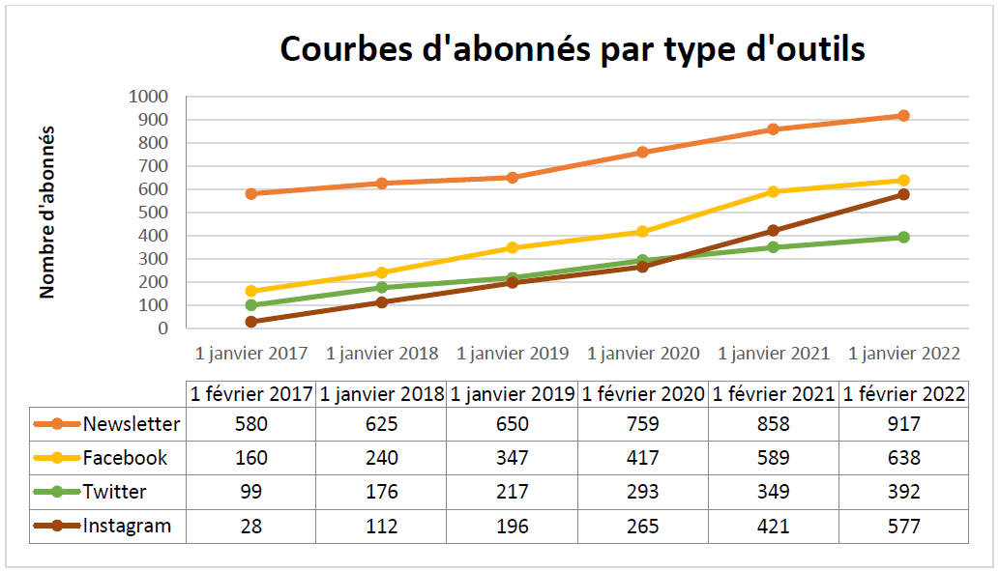 Courbes d'abonnés par type d'outils
Nombre d'abonnés
1000
900
800
700
600
500
400
300
200
100
0
1 janvier 2017 1 janvier 2018 1 janvier 2019 1 janvier 2020 1 janvier 2021 1 janvier 2022
1 février 2017 1 janvier 2018 1 janvier 2019 1 février 2020 1 février 2021 1 février 2022
Newsletter 580 625 650 759 858 917
Facebook 160 240 347 417 589 638
Twitter 99 176 217 293 349 392
Instagram 28 112 196 265 421 577